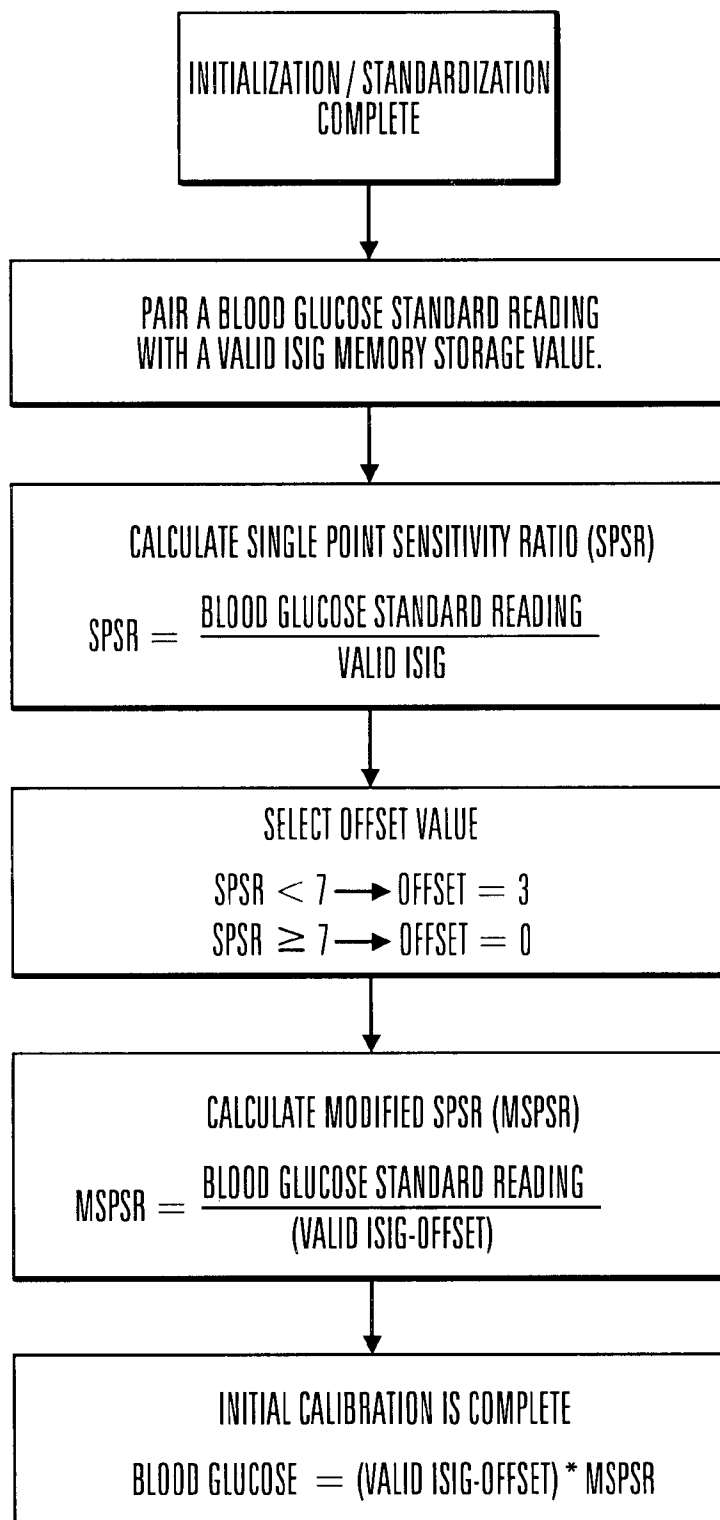 INITIALIZATION / STANDARDIZATION
COMPLETE
PAIR A BLOOD GLUCOSE STANDARD READING
WITH A VALID ISIG MEMORY STORAGE VALUE.
CALCULATE SINGLE POINT SENSITIVITY RATIO (SPSR)
SPSR = BLOOD GLUCOSE STANDARD READING
VALID ISIG
SELECT OFFSET VALUE
SPSR < 7 → OFFSET = 3
SPSR ≥ 7 → OFFSET = 0
CALCULATE MODIFIED SPSR (MSPSR)
MSPSR = BLOOD GLUCOSE STANDARD READING
(VALID ISIG-OFFSET)
INITIAL CALIBRATION IS COMPLETE
BLOOD GLUCOSE = (VALID ISIG-OFFSET) * MSPSR